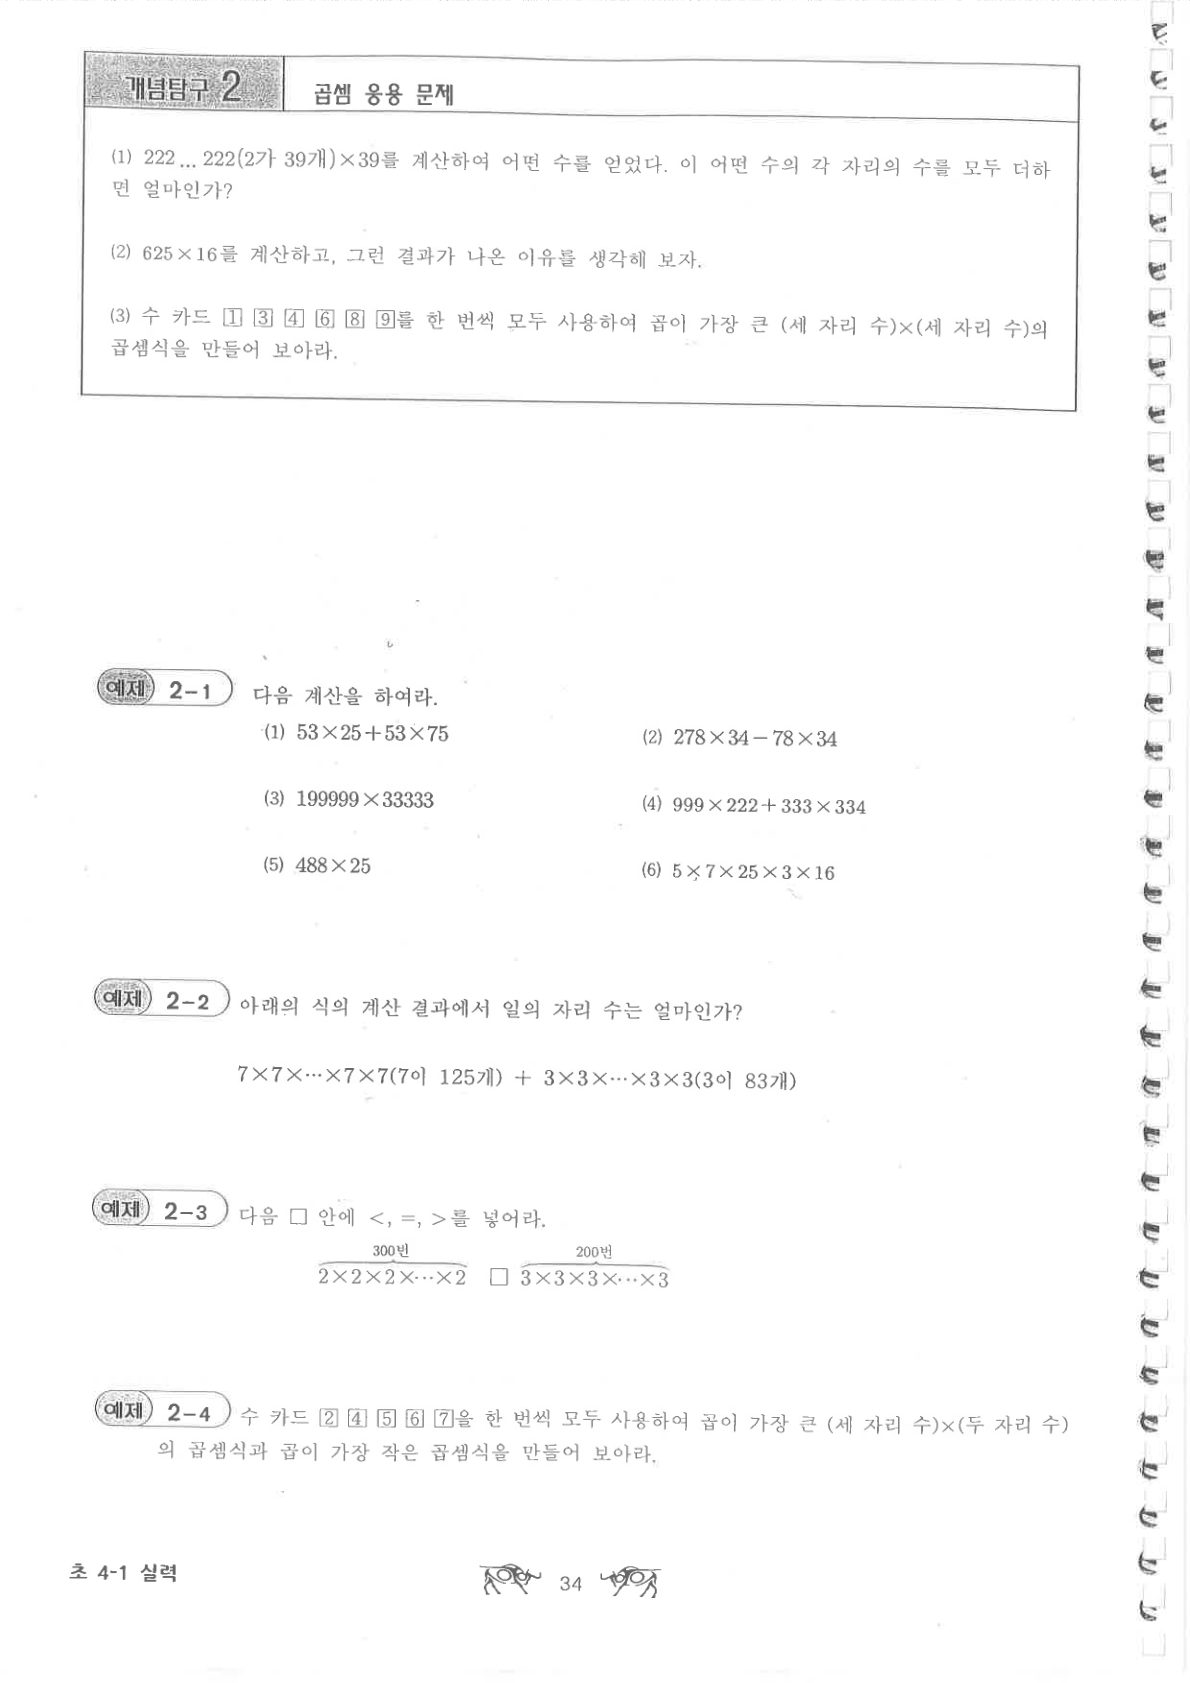 개념탐구 2
곱셈 응용 문제
(1) 222 ... 222(2가 39개)×39를 계산하여 어떤 수를 얻었다. 이 어떤 수의 각 자리의 수를 모두 더하
면 얼마인가?
(2) 625×16를 계산하고, 그런 결과가 나온 이유를 생각해 보자.
(3) 수 카드 1 3 4 6 8 9를 한 번씩 모두 사용하여 곱이 가장 큰 (세 자리 수)×(세 자리 수)의
곱셈식을 만들어 보아라.
예제 2-1 다음 계산을 하여라.
(1) 53×25+53×75
(2) 278×34-78×34
(3) 199999×33333
(4) 999×222+333×334
(5) 488×25
(6) 5×7×25×3×16
예제 2-2 아래의 식의 계산 결과에서 일의 자리 수는 얼마인가?
7×7×⋯×7×7(7이 125개) + 3×3×⋯×3×3(3이 83개)
예제 2-3 다음 □ 안에 <, =, >를 넣어라.
300번 200번
2×2×2×⋯×2 □ 3×3×3×⋯×3
예제 2-4 수 카드 2 4 5 6 7을 한 번씩 모두 사용하여 곱이 가장 큰 (세 자리 수)×(두 자리 수)
의 곱셈식과 곱이 가장 작은 곱셈식을 만들어 보아라.
초 4-1 실력
34